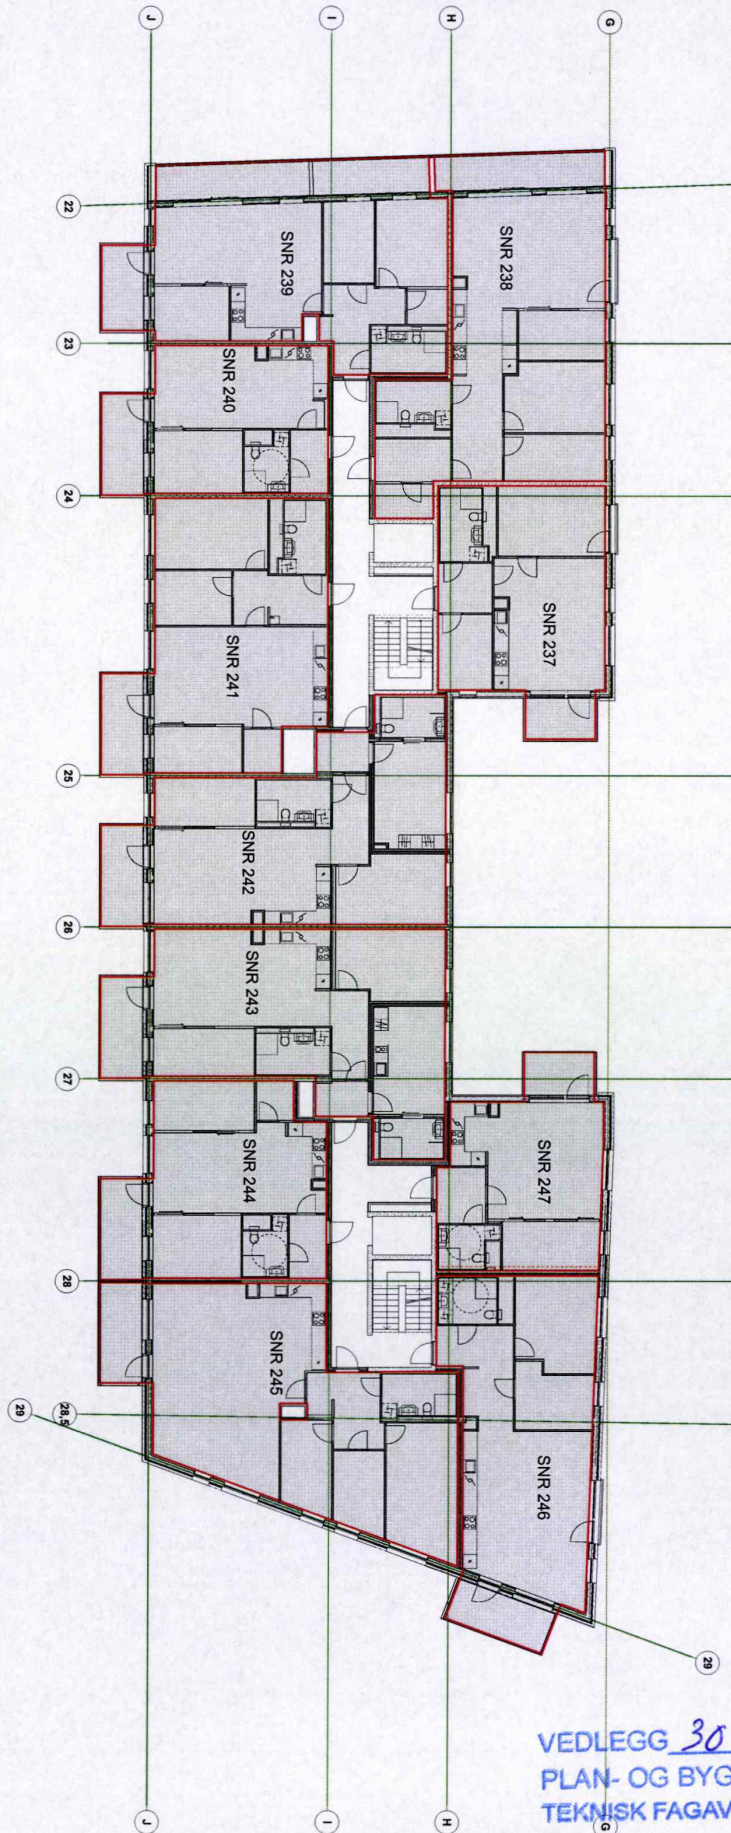 J
I
H
G
22
SNR 239
SNR 238
23
SNR 240
24
SNR 237
SNR 241
25
SNR 242
26
SNR 243
27
SNR 247
SNR 244
28
SNR 245
29
28,5
SNR 246
29
VEDLEGG 30
PLAN- OG BYG
TEKNISK FAGAV
J
I
H
G